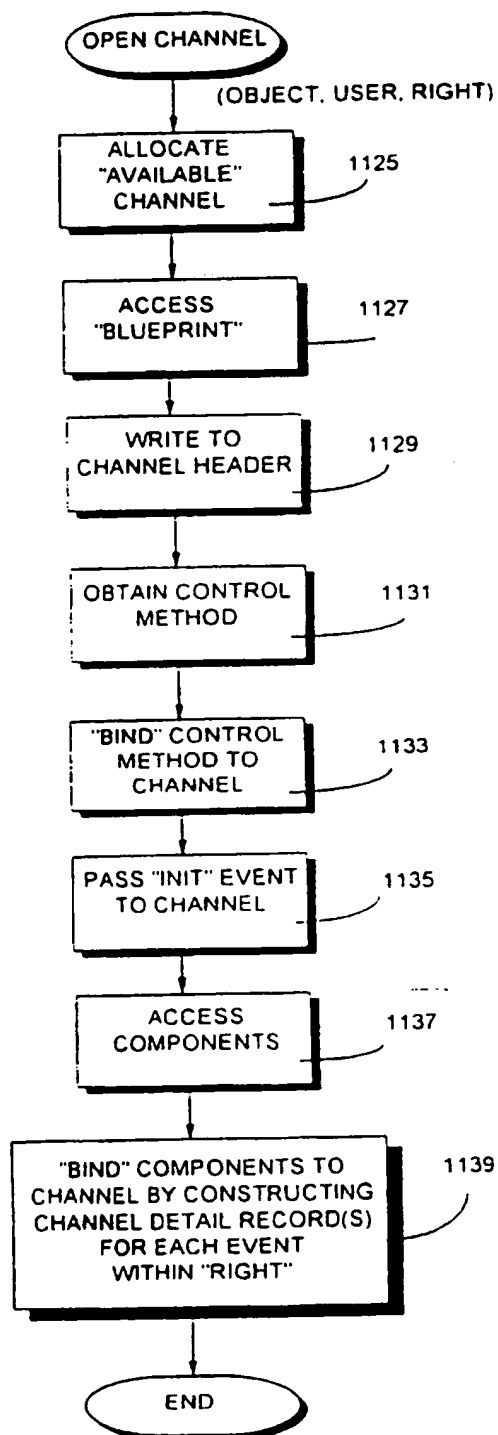 OPEN CHANNEL
(OBJECT, USER, RIGHT)
ALLOCATE
"AVAILABLE"
CHANNEL
1125
ACCESS
"BLUEPRINT"
1127
WRITE TO
CHANNEL HEADER
1129
OBTAIN CONTROL
METHOD
1131
"BIND" CONTROL
METHOD TO
CHANNEL
1133
PASS "INIT" EVENT
TO CHANNEL
1135
ACCESS
COMPONENTS
1137
"BIND" COMPONENTS TO
CHANNEL BY CONSTRUCTING
CHANNEL DETAIL RECORD(S)
FOR EACH EVENT
WITHIN "RIGHT"
1139
END